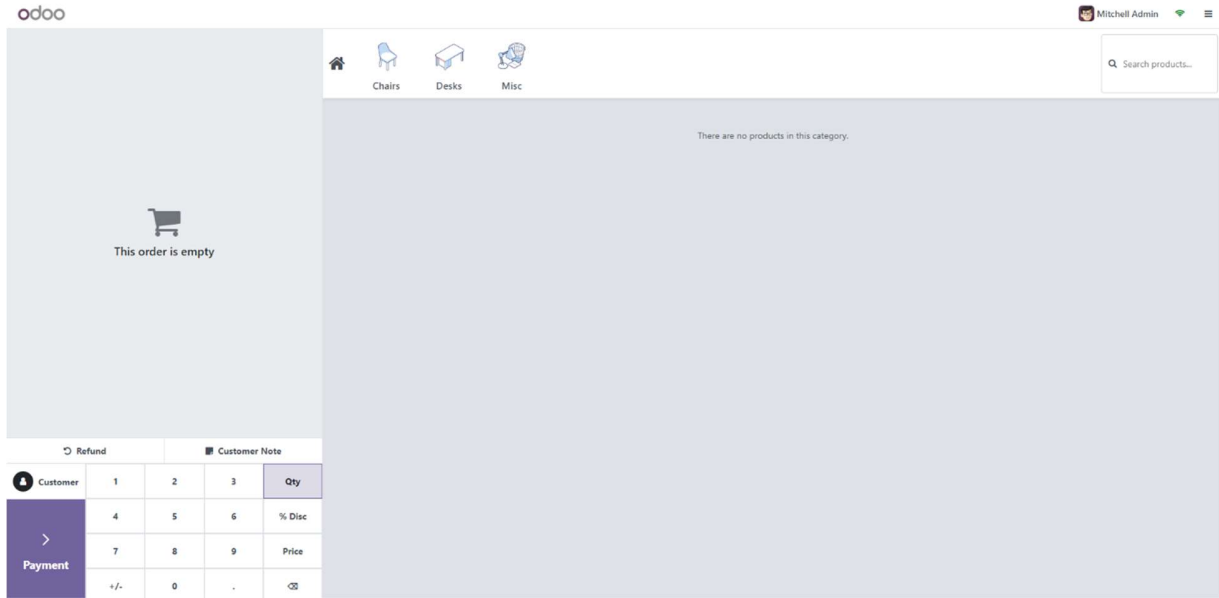 odoo
Mitchell Admin
Chairs
Desks
Misc
Search products...
There are no products in this category.
This order is empty
Refund
Customer Note
Customer
1
2
3
Qty
4
5
6
% Disc
Payment
7
8
9
Price
+/-
0
.